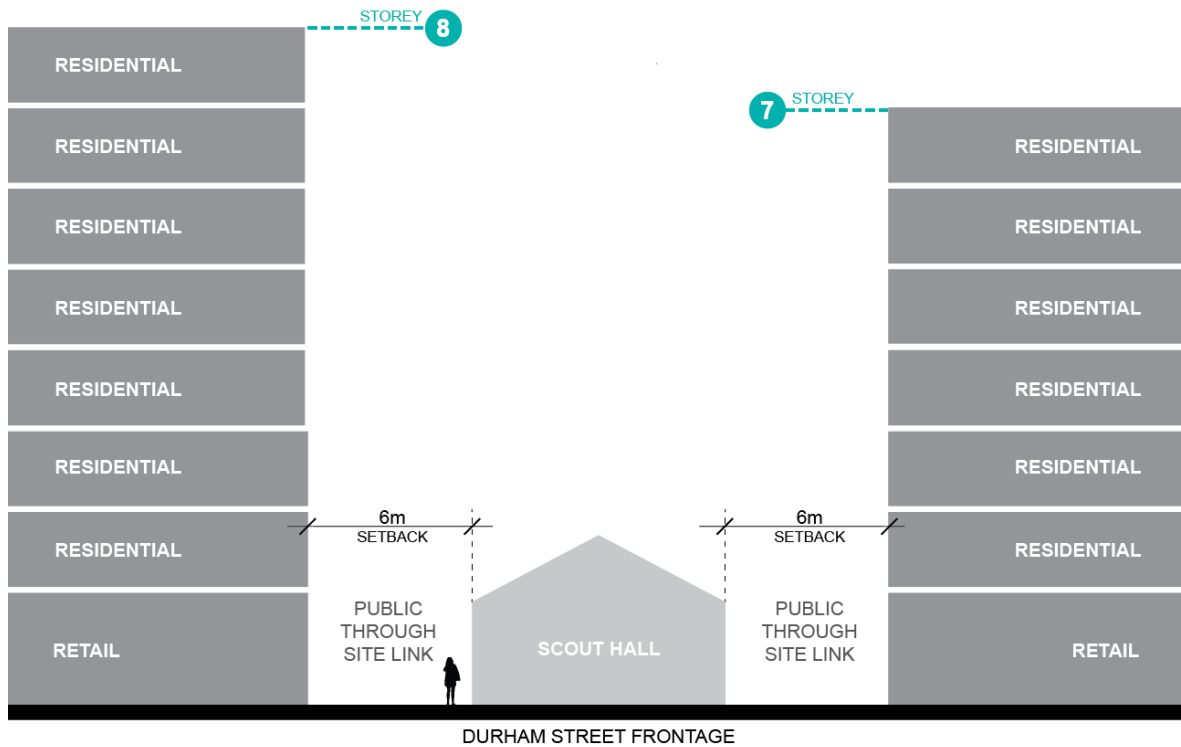 STOREY 8
RESIDENTIAL
7 STOREY
RESIDENTIAL
RESIDENTIAL
RESIDENTIAL
RESIDENTIAL
RESIDENTIAL
RESIDENTIAL
RESIDENTIAL
RESIDENTIAL
RESIDENTIAL
RESIDENTIAL
6m
SETBACK
6m
SETBACK
RESIDENTIAL
RESIDENTIAL
RETAIL
PUBLIC
THROUGH
SITE LINK
SCOUT HALL
PUBLIC
THROUGH
SITE LINK
RETAIL
DURHAM STREET FRONTAGE